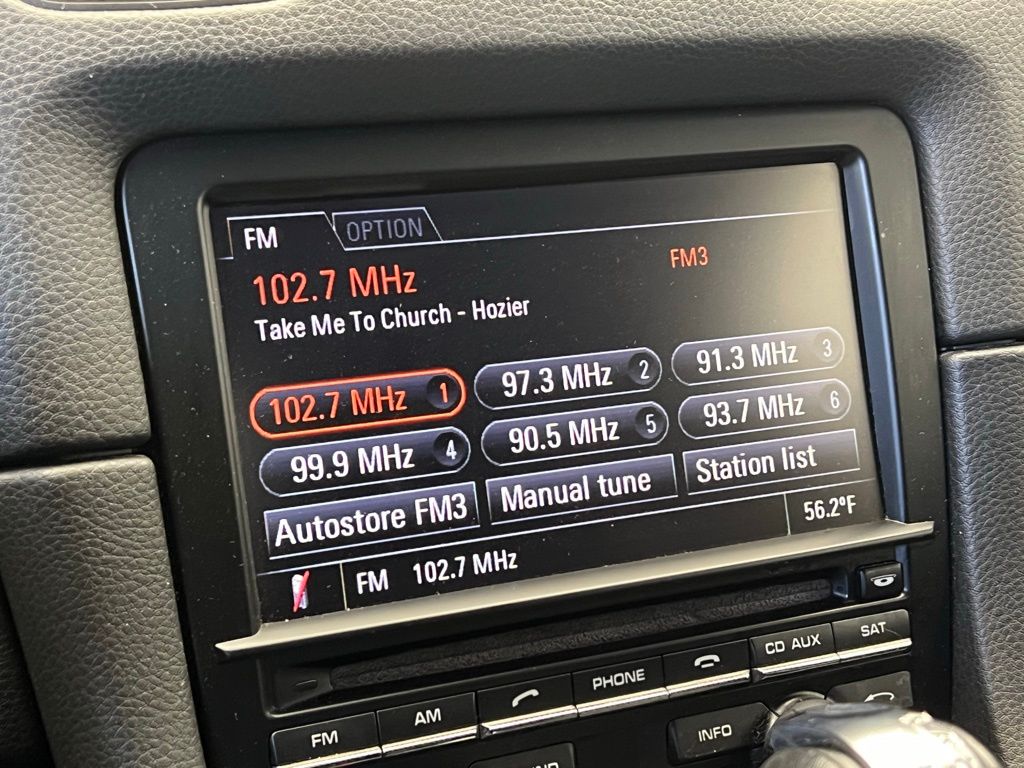 FM OPTION
102.7 MHz FM3
Take Me To Church - Hozier
102.7 MHz 1 97.3 MHz 2 91.3 MHz 3
99.9 MHz 4 90.5 MHz 5 93.7 MHz 6
Autostore FM3 Manual tune Station list
FM 102.7 MHz 56.2°F
FM AM PHONE CD AUX SAT
INFO